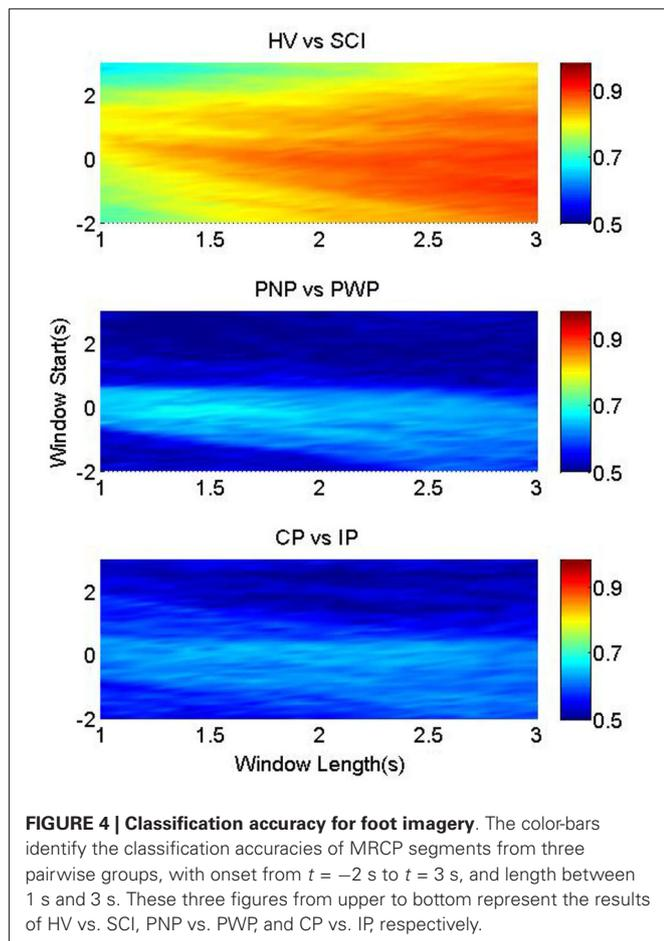 HV vs SCI
2
0
-2
1 1.5 2 2.5 3
0.9
0.7
0.5
PNP vs PWP
Window Start(s)
2
0
-2
1 1.5 2 2.5 3
0.9
0.7
0.5
CP vs IP
2
0
-2
1 1.5 2 2.5 3
0.9
0.7
0.5
Window Length(s)
FIGURE 4 | Classification accuracy for foot imagery. The color-bars
identify the classification accuracies of MRCP segments from three
pairwise groups, with onset from t = −2 s to t = 3 s, and length between
1 s and 3 s. These three figures from upper to bottom represent the results
of HV vs. SCI, PNP vs. PWP, and CP vs. IP, respectively.